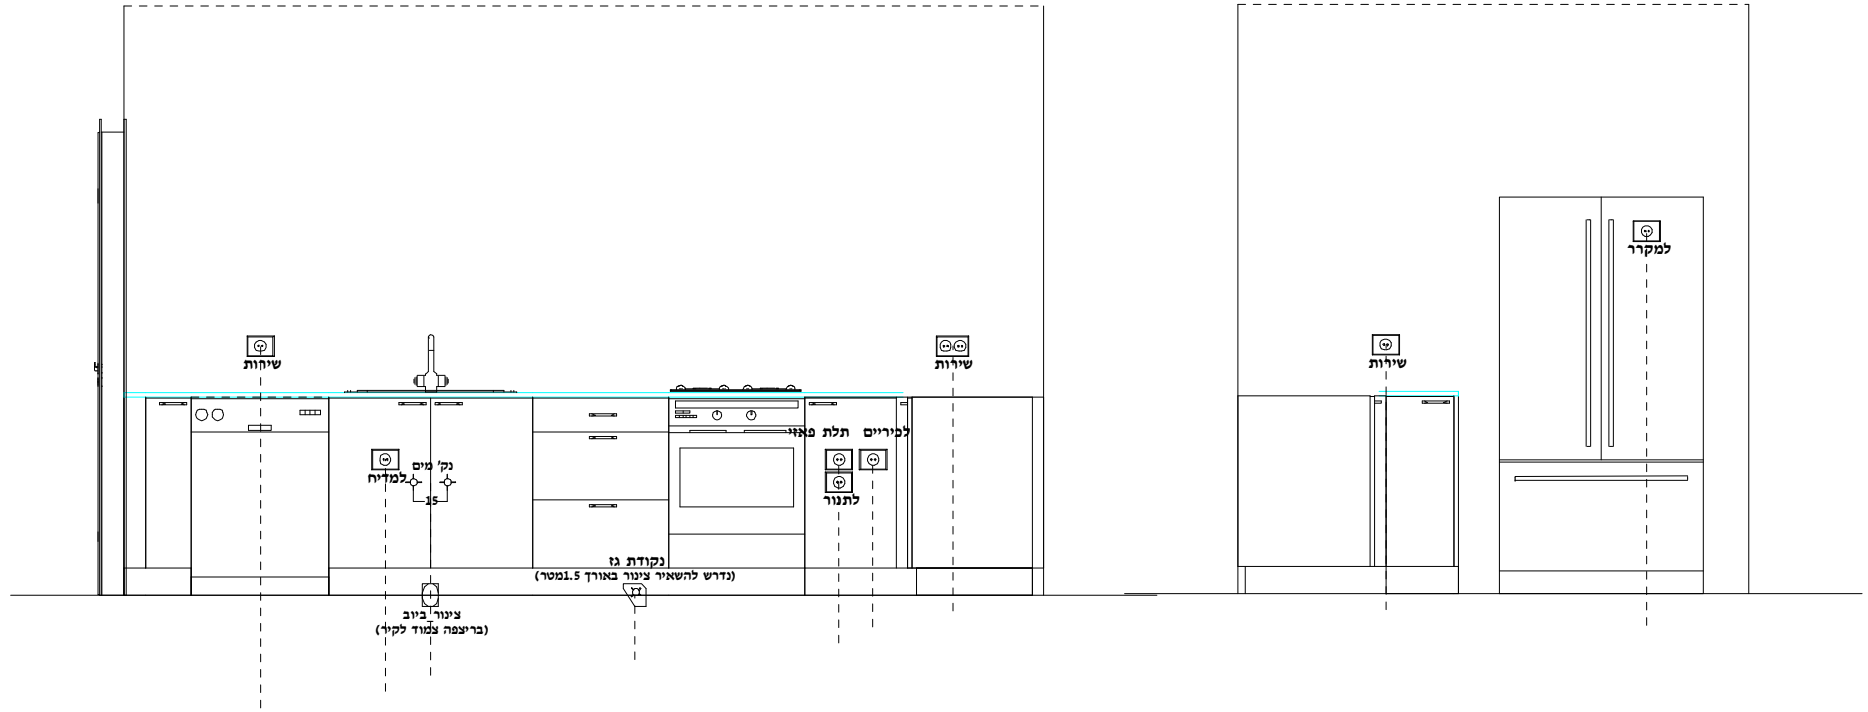 שירות
שירות
למדיח
נק' מים
15
תלת פאזי
לכיריים
לתנור
נקודת גז
(נדרש להשאיר צינור באורך 1.5מטר)
צינור ביוב
(בריצפה צמוד לקיר)
למקרר
שירות